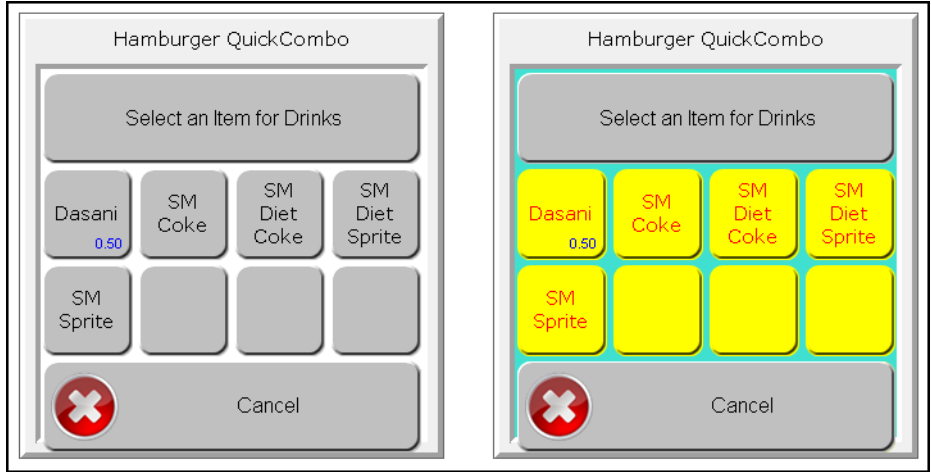 Hamburger QuickCombo
Select an Item for Drinks
Dasani
0.50
SM
Coke
SM
Diet
Coke
SM
Diet
Sprite
SM
Sprite
Cancel
Hamburger QuickCombo
Select an Item for Drinks
Dasani
0.50
SM
Coke
SM
Diet
Coke
SM
Diet
Sprite
SM
Sprite
Cancel